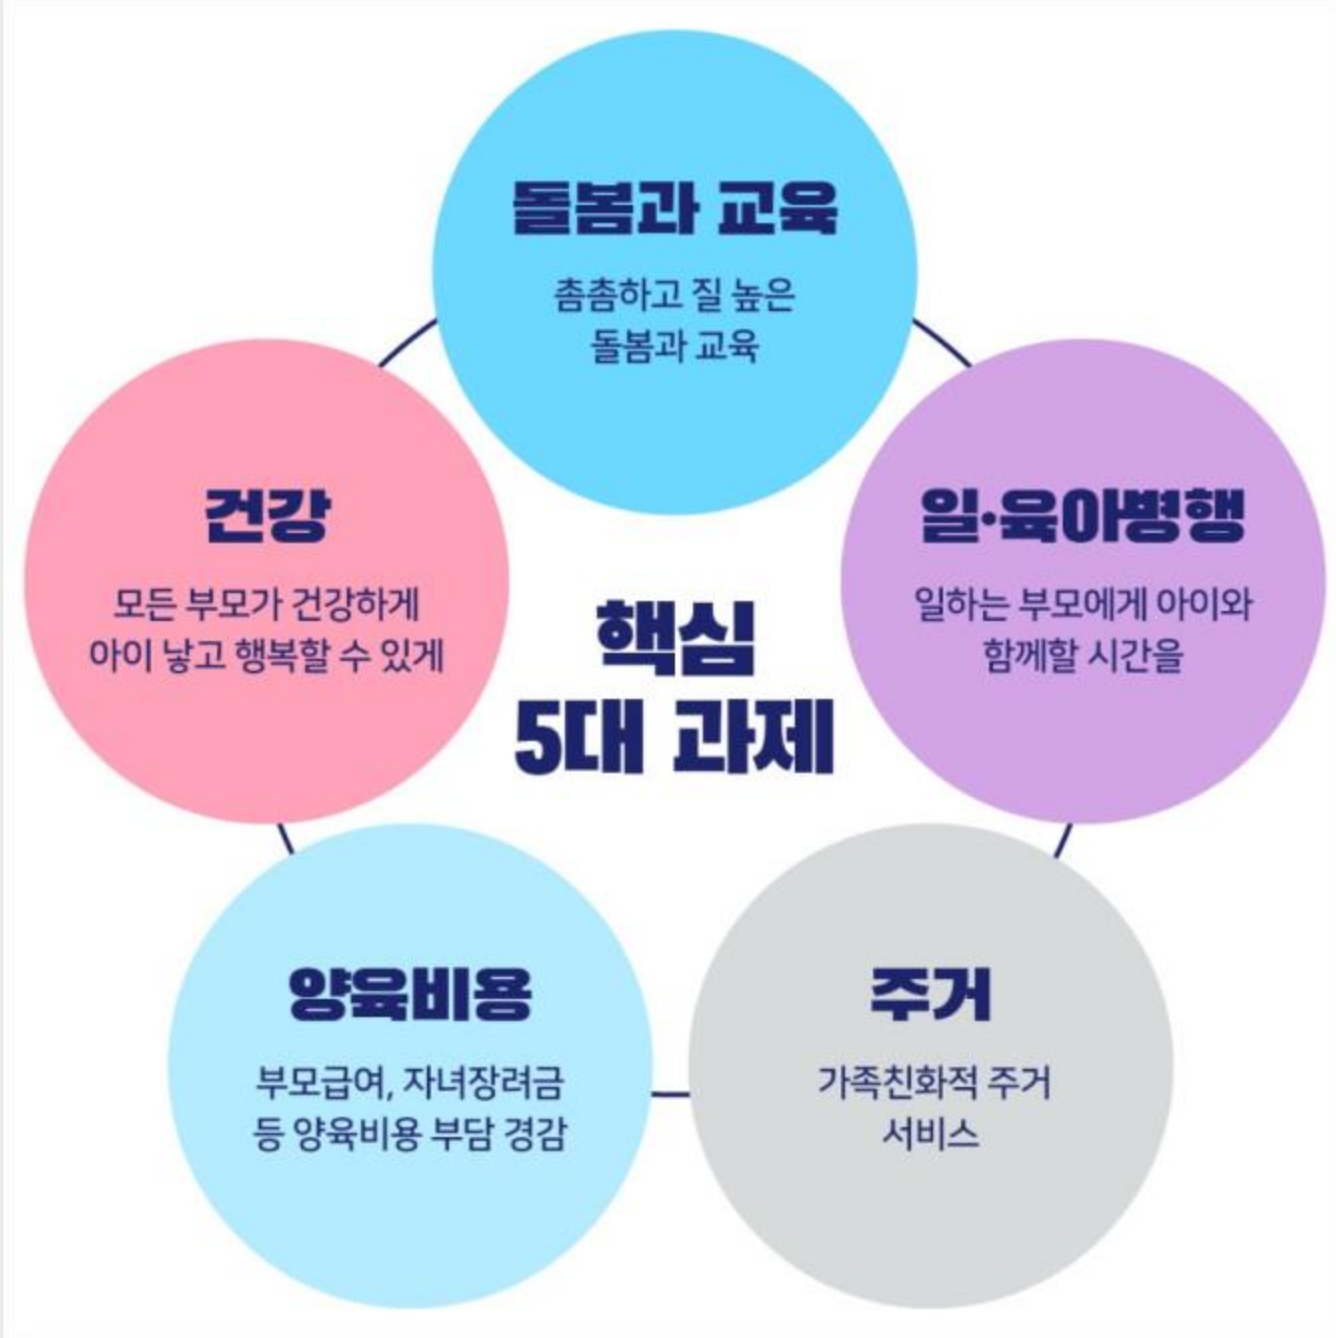 돌봄과 교육
촘촘하고 질 높은
돌봄과 교육
건강
모든 부모가 건강하게
아이 낳고 행복할 수 있게
일·육아병행
일하는 부모에게 아이와
함께할 시간을
핵심
5대 과제
양육비용
부모급여, 자녀장려금
등 양육비용 부담 경감
주거
가족친화적 주거
서비스